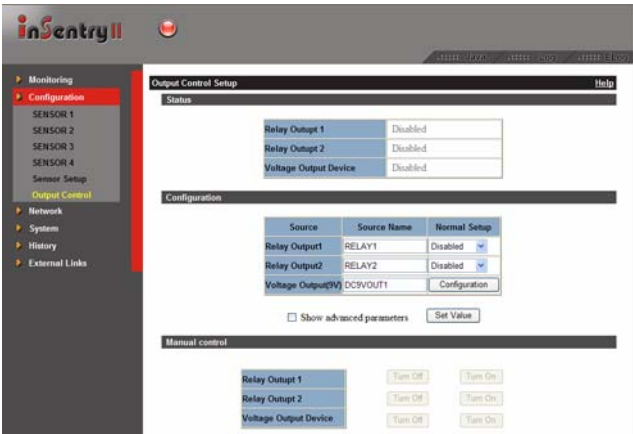 inSentry II
Monitoring
Configuration
SENSOR 1
SENSOR 2
SENSOR 3
SENSOR 4
Sensor Setup
Output Control
Network
System
History
External Links
Output Control Setup Help
Status
Relay Outupt 1 Disabled
Relay Outupt 2 Disabled
Voltage Output Device Disabled
Configuration
Source Source Name Normal Setup
Relay Output1 RELAY1 Disabled
Relay Output2 RELAY2 Disabled
Voltage Output(9V) DC9VOUT1 Configuration
Show advanced parameters Set Value
Manual control
Relay Outupt 1 Turn Off Turn On
Relay Outupt 2 Turn Off Turn On
Voltage Output Device Turn Off Turn On